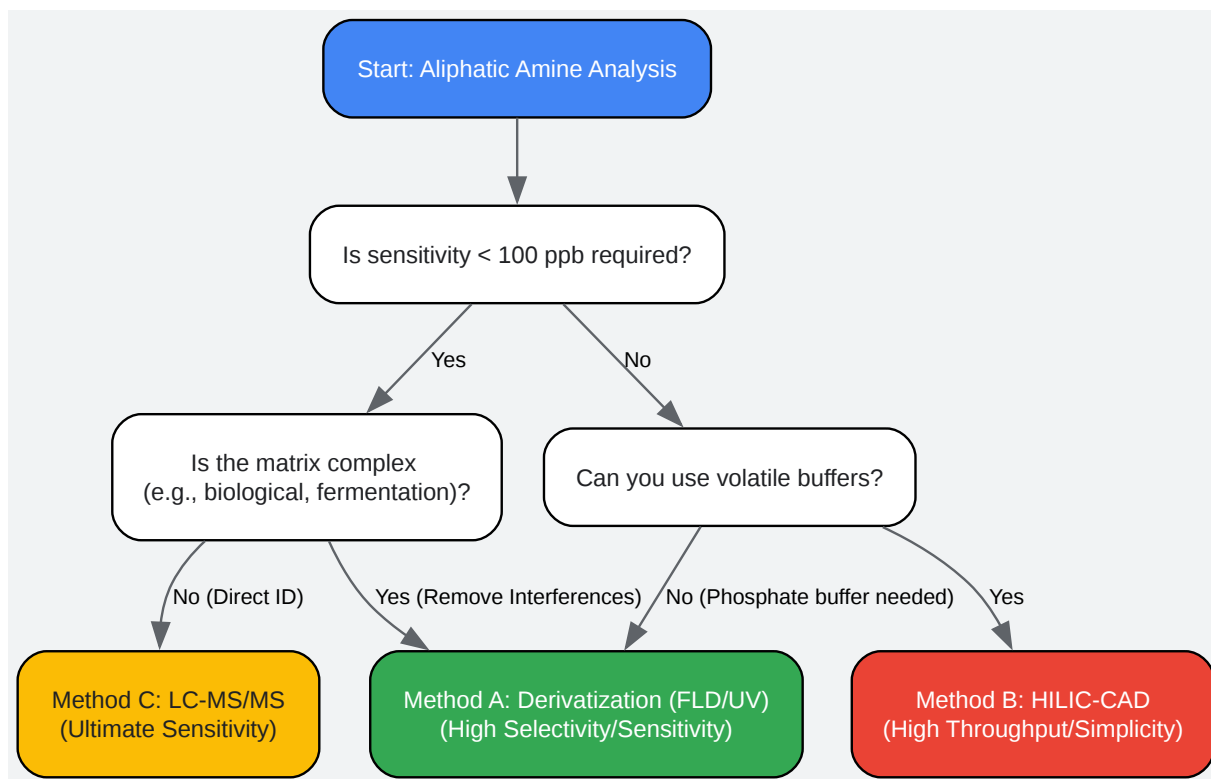 Start: Aliphatic Amine Analysis
Is sensitivity < 100 ppb required?
Yes
No
Is the matrix complex
(e.g., biological, fermentation)?
Can you use volatile buffers?
No (Direct ID)
Yes (Remove Interferences)
No (Phosphate buffer needed)
Yes
Method C: LC-MS/MS
(Ultimate Sensitivity)
Method A: Derivatization (FLD/UV)
(High Selectivity/Sensitivity)
Method B: HILIC-CAD
(High Throughput/Simplicity)